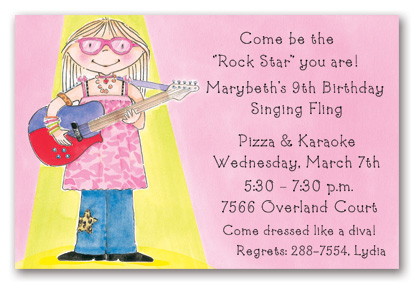 Come be the
"Rock Star" you are!
Marybeth's 9th Birthday
Singing Fling
Pizza & Karaoke
Wednesday, March 7th
5:30 - 7:30 p.m.
7566 Overland Court
Come dressed like a diva!
Regrets: 288-7554, Lydia